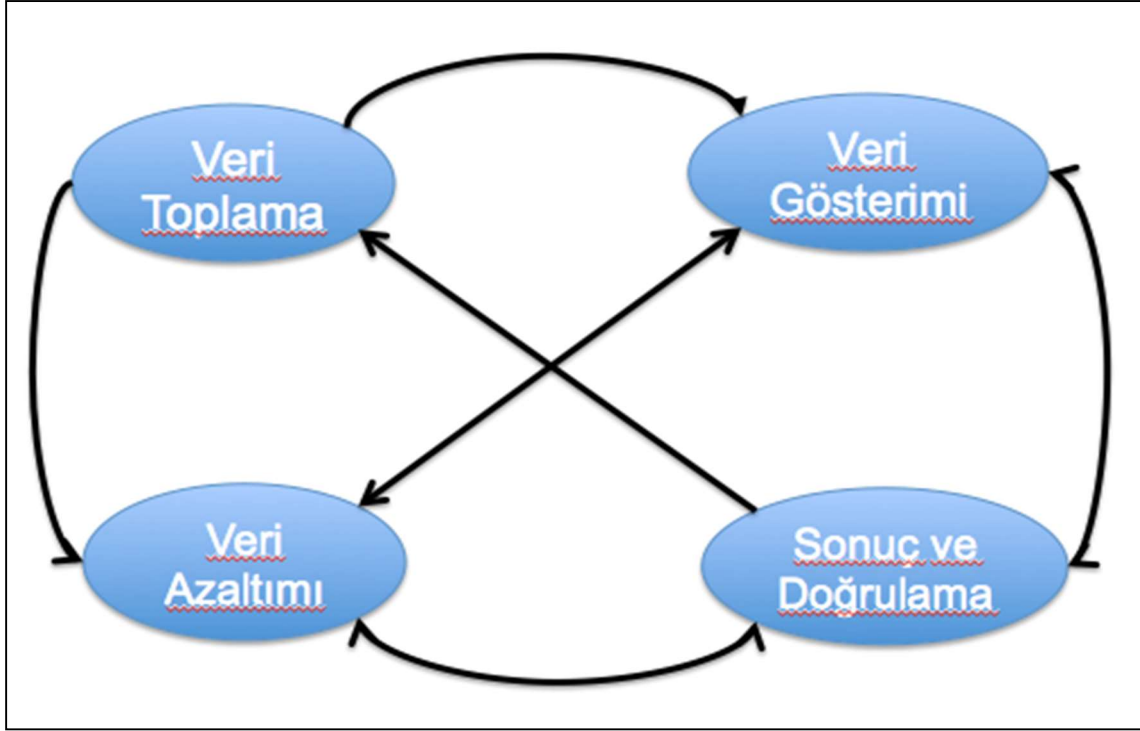 Veri
Toplama
Veri
Gösterimi
Veri
Azaltımı
Sonuç ve
Doğrulama